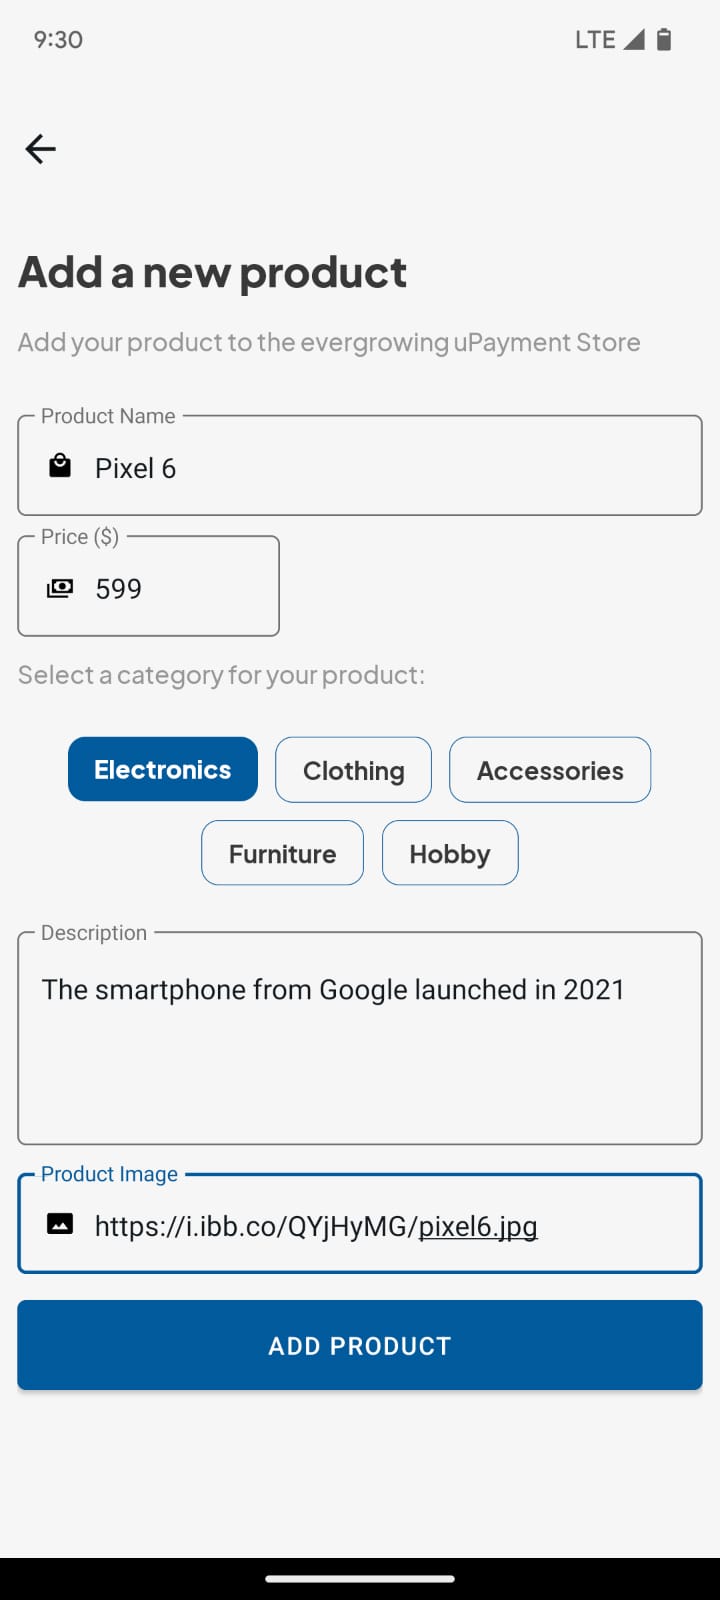 9:30 LTE
Add a new product
Add your product to the evergrowing uPayment Store
Product Name
Pixel 6
Price ($)
599
Select a category for your product:
Electronics Clothing Accessories
Furniture Hobby
Description
The smartphone from Google launched in 2021
Product Image
https://i.ibb.co/QYjHyMG/pixel6.jpg
ADD PRODUCT